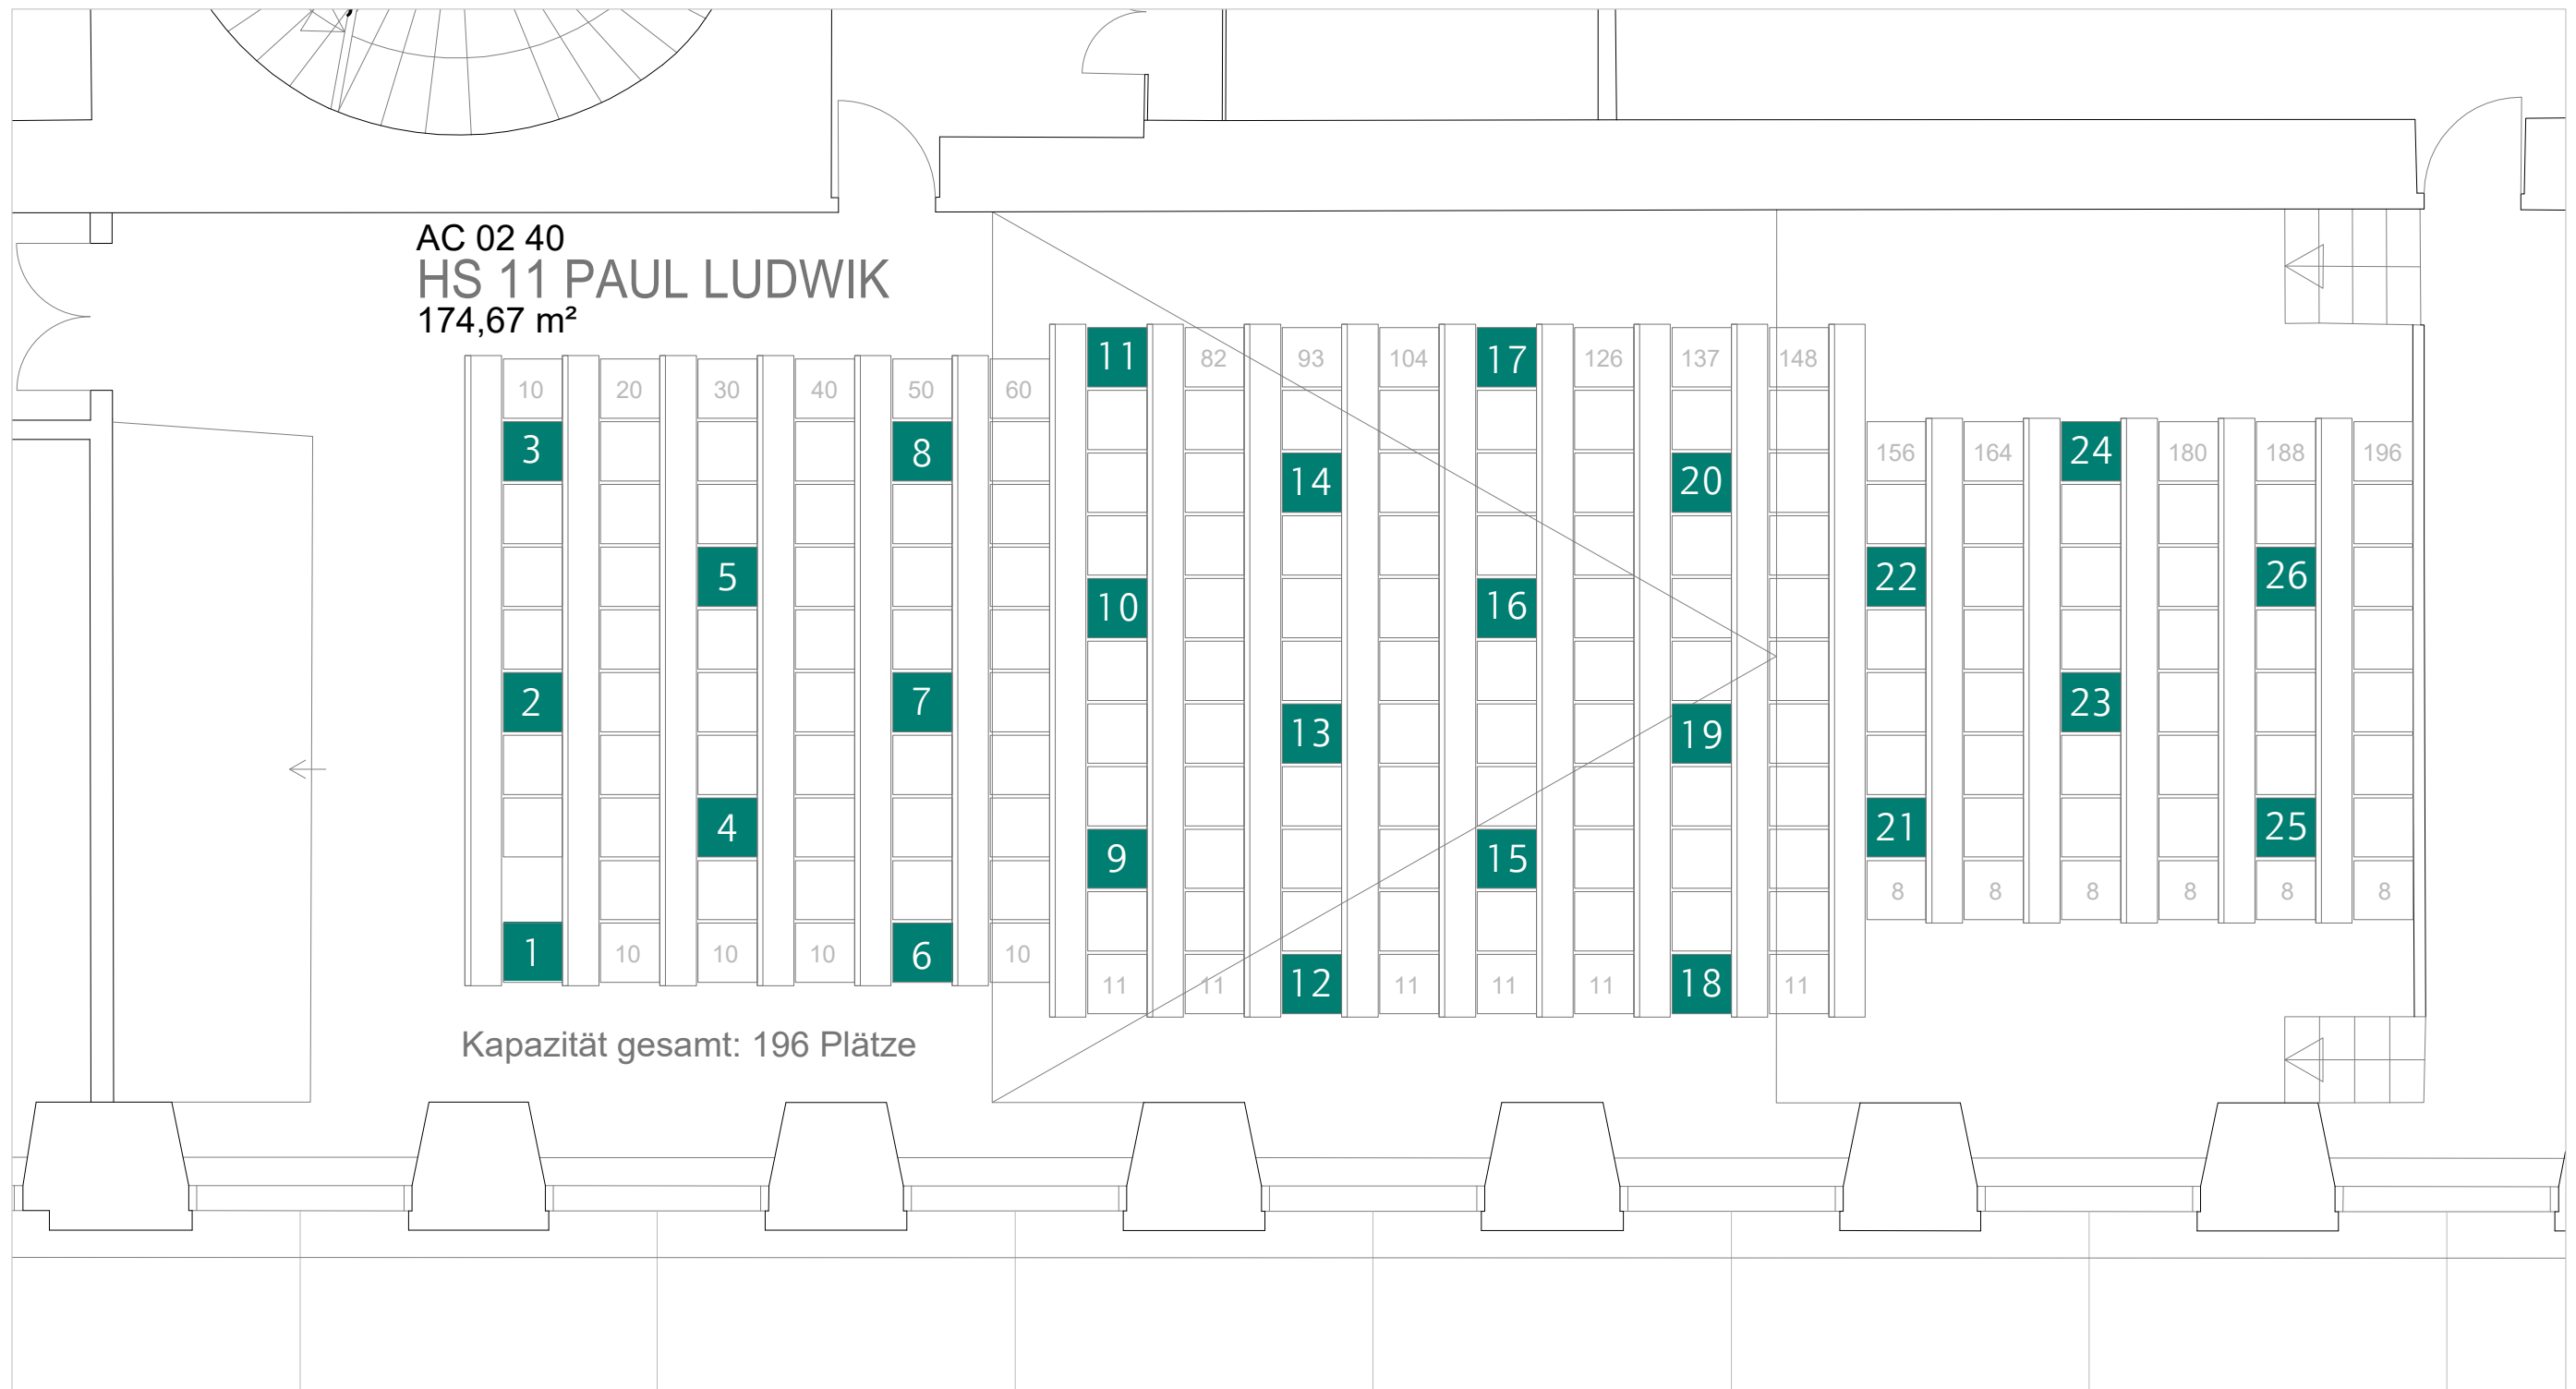 AC 02 40
HS 11 PAUL LUDWIK
174,67 m²
11 82 93 104 17 126 137 148
10 20 30 40 50 60
3 8 156 164 24 180 188 196
14 20
5 22 26
10 16
2 7 23
13 19
4 21 25
9 15
8 8 8 8 8 8
1 10 10 10 6 10
11 11 12 11 11 11 18 11
Kapazität gesamt: 196 Plätze